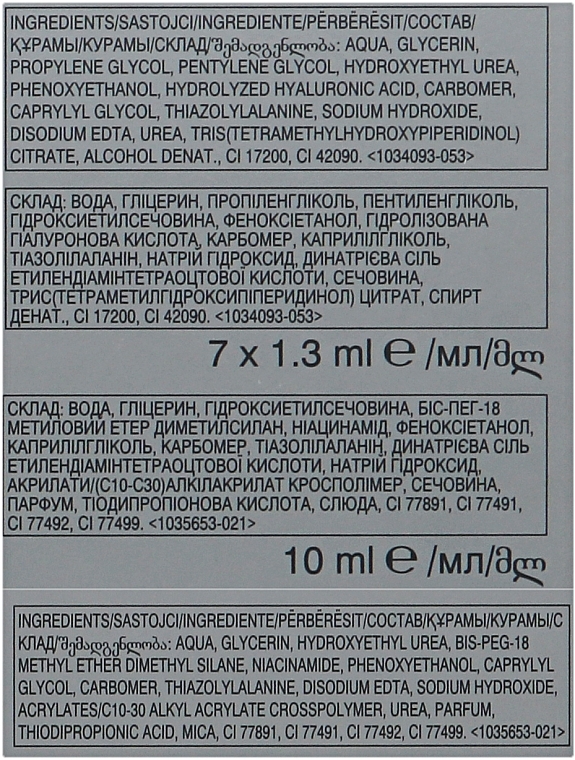 INGREDIENTS/SASTOJCI/INGREDIENTE/PËRBËRËSIT/СОСТАВ/
ҚҰРАМЫ/КУРАМЫ/СКЛАД/შემადგენლობა: AQUA, GLYCERIN,
PROPYLENE GLYCOL, PENTYLENE GLYCOL, HYDROXYETHYL UREA,
PHENOXYETHANOL, HYDROLYZED HYALURONIC ACID, CARBOMER,
CAPRYLYL GLYCOL, THIAZOLYLALANINE, SODIUM HYDROXIDE,
DISODIUM EDTA, UREA, TRIS(TETRAMETHYLHYDROXYPIPERIDINOL)
CITRATE, ALCOHOL DENAT., CI 17200, CI 42090. <1034093-053>
СКЛАД: ВОДА, ГЛІЦЕРИН, ПРОПІЛЕНГЛІКОЛЬ, ПЕНТИЛЕНГЛІКОЛЬ,
ГІДРОКСИЕТИЛСЕЧОВИНА, ФЕНОКСІЕТАНОЛ, ГІДРОЛІЗОВАНА
ГІАЛУРОНОВА КИСЛОТА, КАРБОМЕР, КАПРИЛІЛГЛІКОЛЬ,
ТІАЗОЛІЛАЛАНІН, НАТРІЙ ГІДРОКСИД, ДИНАТРІЄВА СІЛЬ
ЕТИЛЕНДІАМІНТЕТРАОЦТОВОЇ КИСЛОТИ, СЕЧОВИНА,
ТРИС(ТЕТРАМЕТИЛГІДРОКСИПІПЕРИДИНОЛ) ЦИТРАТ, СПИРТ
ДЕНАТ., CI 17200, CI 42090. <1034093-053>
7 x 1.3 ml ℮ /мл/მლ
СКЛАД: ВОДА, ГЛІЦЕРИН, ГІДРОКСИЕТИЛСЕЧОВИНА, БІС-ПЕГ-18
МЕТИЛОВИЙ ЕТЕР ДИМЕТИЛСИЛАН, НІАЦИНАМІД, ФЕНОКСІЕТАНОЛ,
КАПРИЛІЛГЛІКОЛЬ, КАРБОМЕР, ТІАЗОЛІЛАЛАНІН, ДИНАТРІЄВА СІЛЬ
ЕТИЛЕНДІАМІНТЕТРАОЦТОВОЇ КИСЛОТИ, НАТРІЙ ГІДРОКСИД,
АКРИЛАТИ/(C10-C30)АЛКІЛАКРИЛАТ КРОСПОЛІМЕР, СЕЧОВИНА,
ПАРФУМ, ТІОДИПРОПІОНОВА КИСЛОТА, СЛЮДА, CI 77891, CI 77491,
CI 77492, CI 77499. <1035653-021>
10 ml ℮ /мл/მლ
INGREDIENTS/SASTOJCI/INGREDIENTE/PËRBËRËSIT/СОСТАВ/ҚҰРАМЫ/КУРАМЫ/С
КЛАД/შემადგენლობა: AQUA, GLYCERIN, HYDROXYETHYL UREA, BIS-PEG-18
METHYL ETHER DIMETHYL SILANE, NIACINAMIDE, PHENOXYETHANOL, CAPRYLYL
GLYCOL, CARBOMER, THIAZOLYLALANINE, DISODIUM EDTA, SODIUM HYDROXIDE,
ACRYLATES/C10-30 ALKYL ACRYLATE CROSSPOLYMER, UREA, PARFUM,
THIODIPROPIONIC ACID, MICA, CI 77891, CI 77491, CI 77492, CI 77499. <1035653-021>